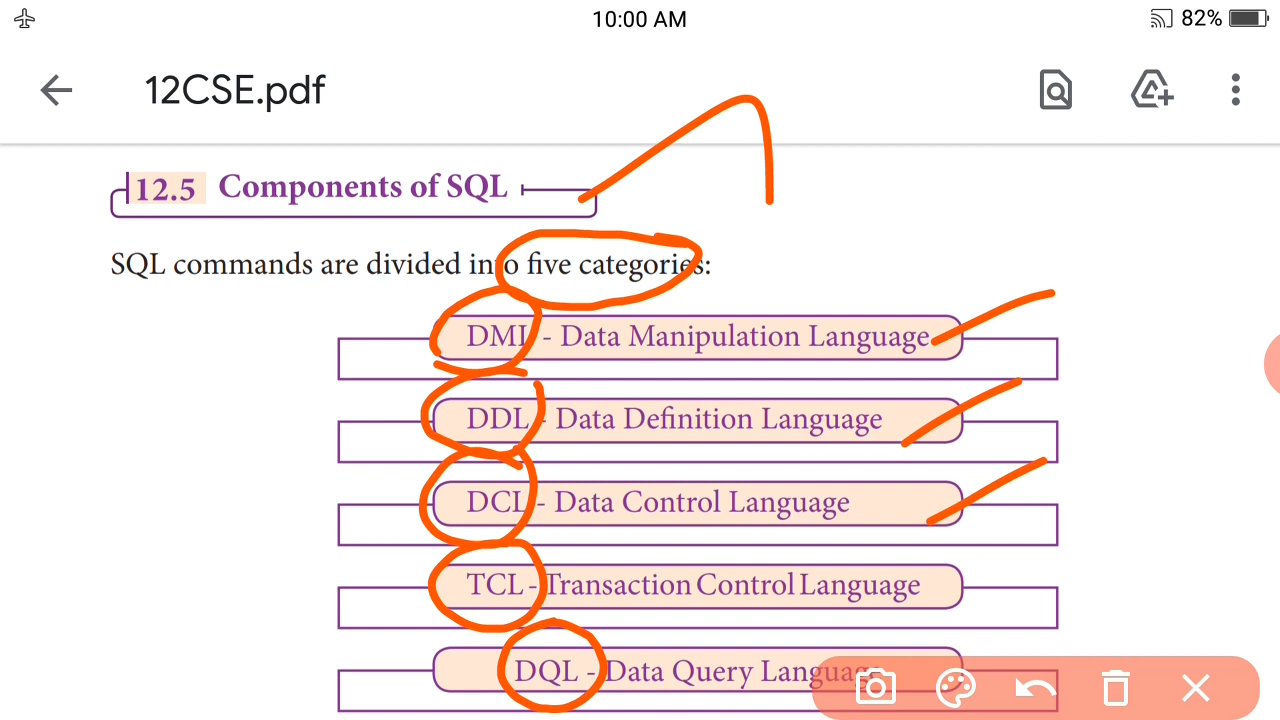 10:00 AM
82%
12CSE.pdf
12.5 Components of SQL
SQL commands are divided into five categories:
DML - Data Manipulation Language
DDL - Data Definition Language
DCL - Data Control Language
TCL - Transaction Control Language
DQL - Data Query Language